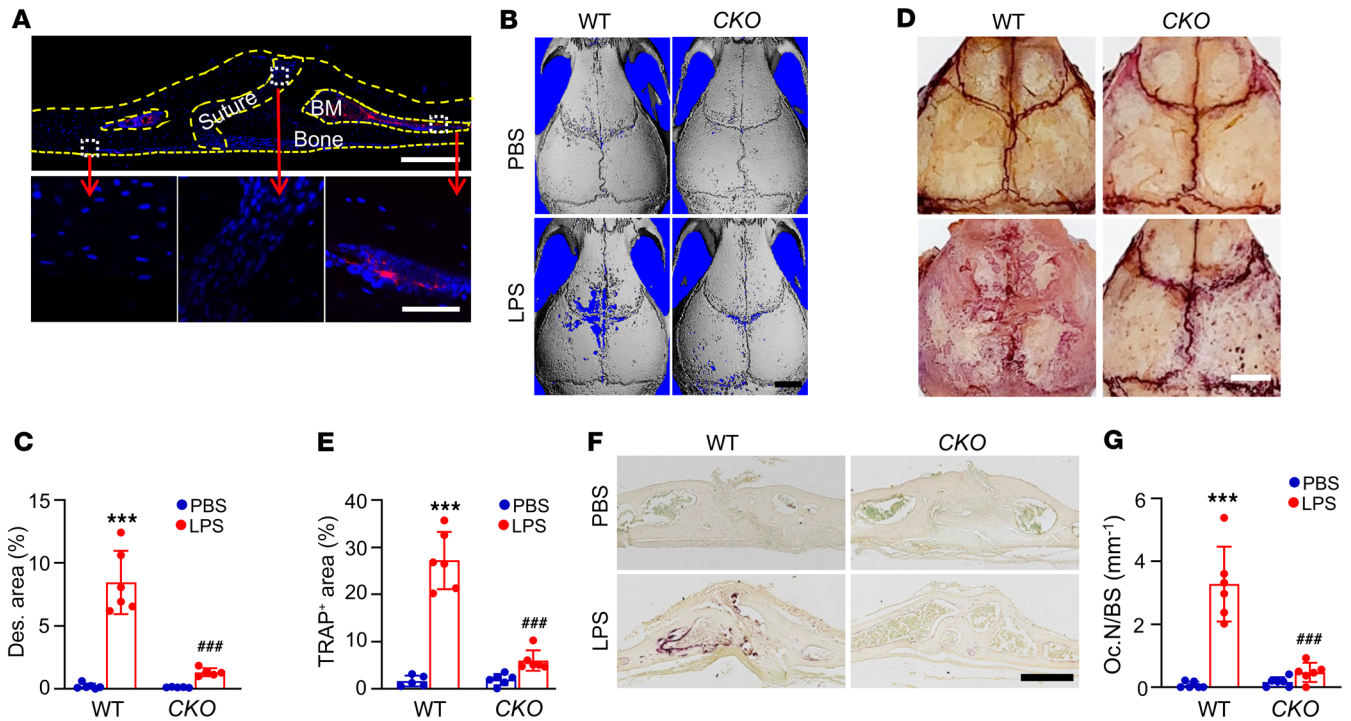 A
Suture
BM
Bone
B
WT
CKO
PBS
LPS
D
WT
CKO
C
Des. area (%)
15
10
5
0
PBS
LPS
***
###
WT
CKO
E
TRAP+ area (%)
40
30
20
10
0
PBS
LPS
***
###
WT
CKO
F
WT
CKO
PBS
LPS
G
Oc.N/BS (mm-1)
6
4
2
0
PBS
LPS
***
###
WT
CKO